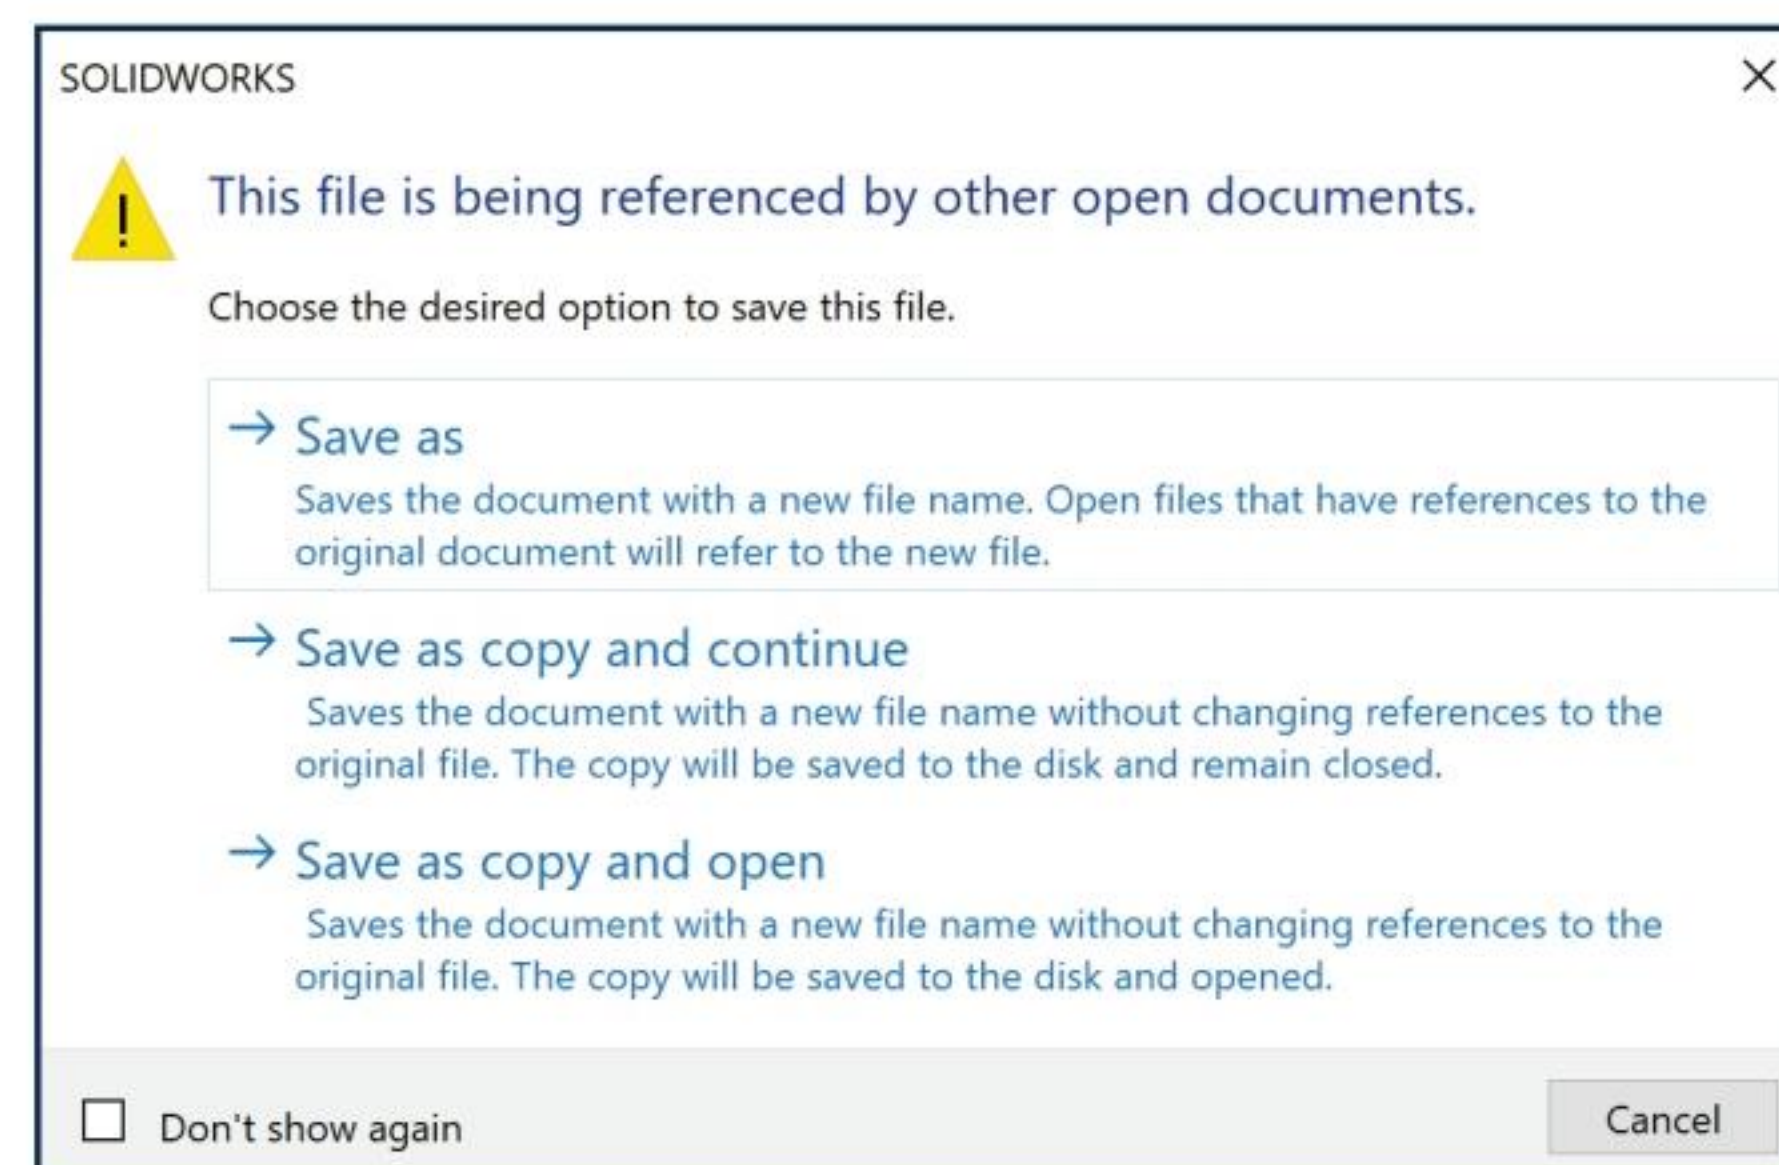 SOLIDWORKS
This file is being referenced by other open documents.
Choose the desired option to save this file.
Save as
Saves the document with a new file name. Open files that have references to the
original document will refer to the new file.
Save as copy and continue
Saves the document with a new file name without changing references to the
original file. The copy will be saved to the disk and remain closed.
Save as copy and open
Saves the document with a new file name without changing references to the
original file. The copy will be saved to the disk and opened.
Don't show again
Cancel